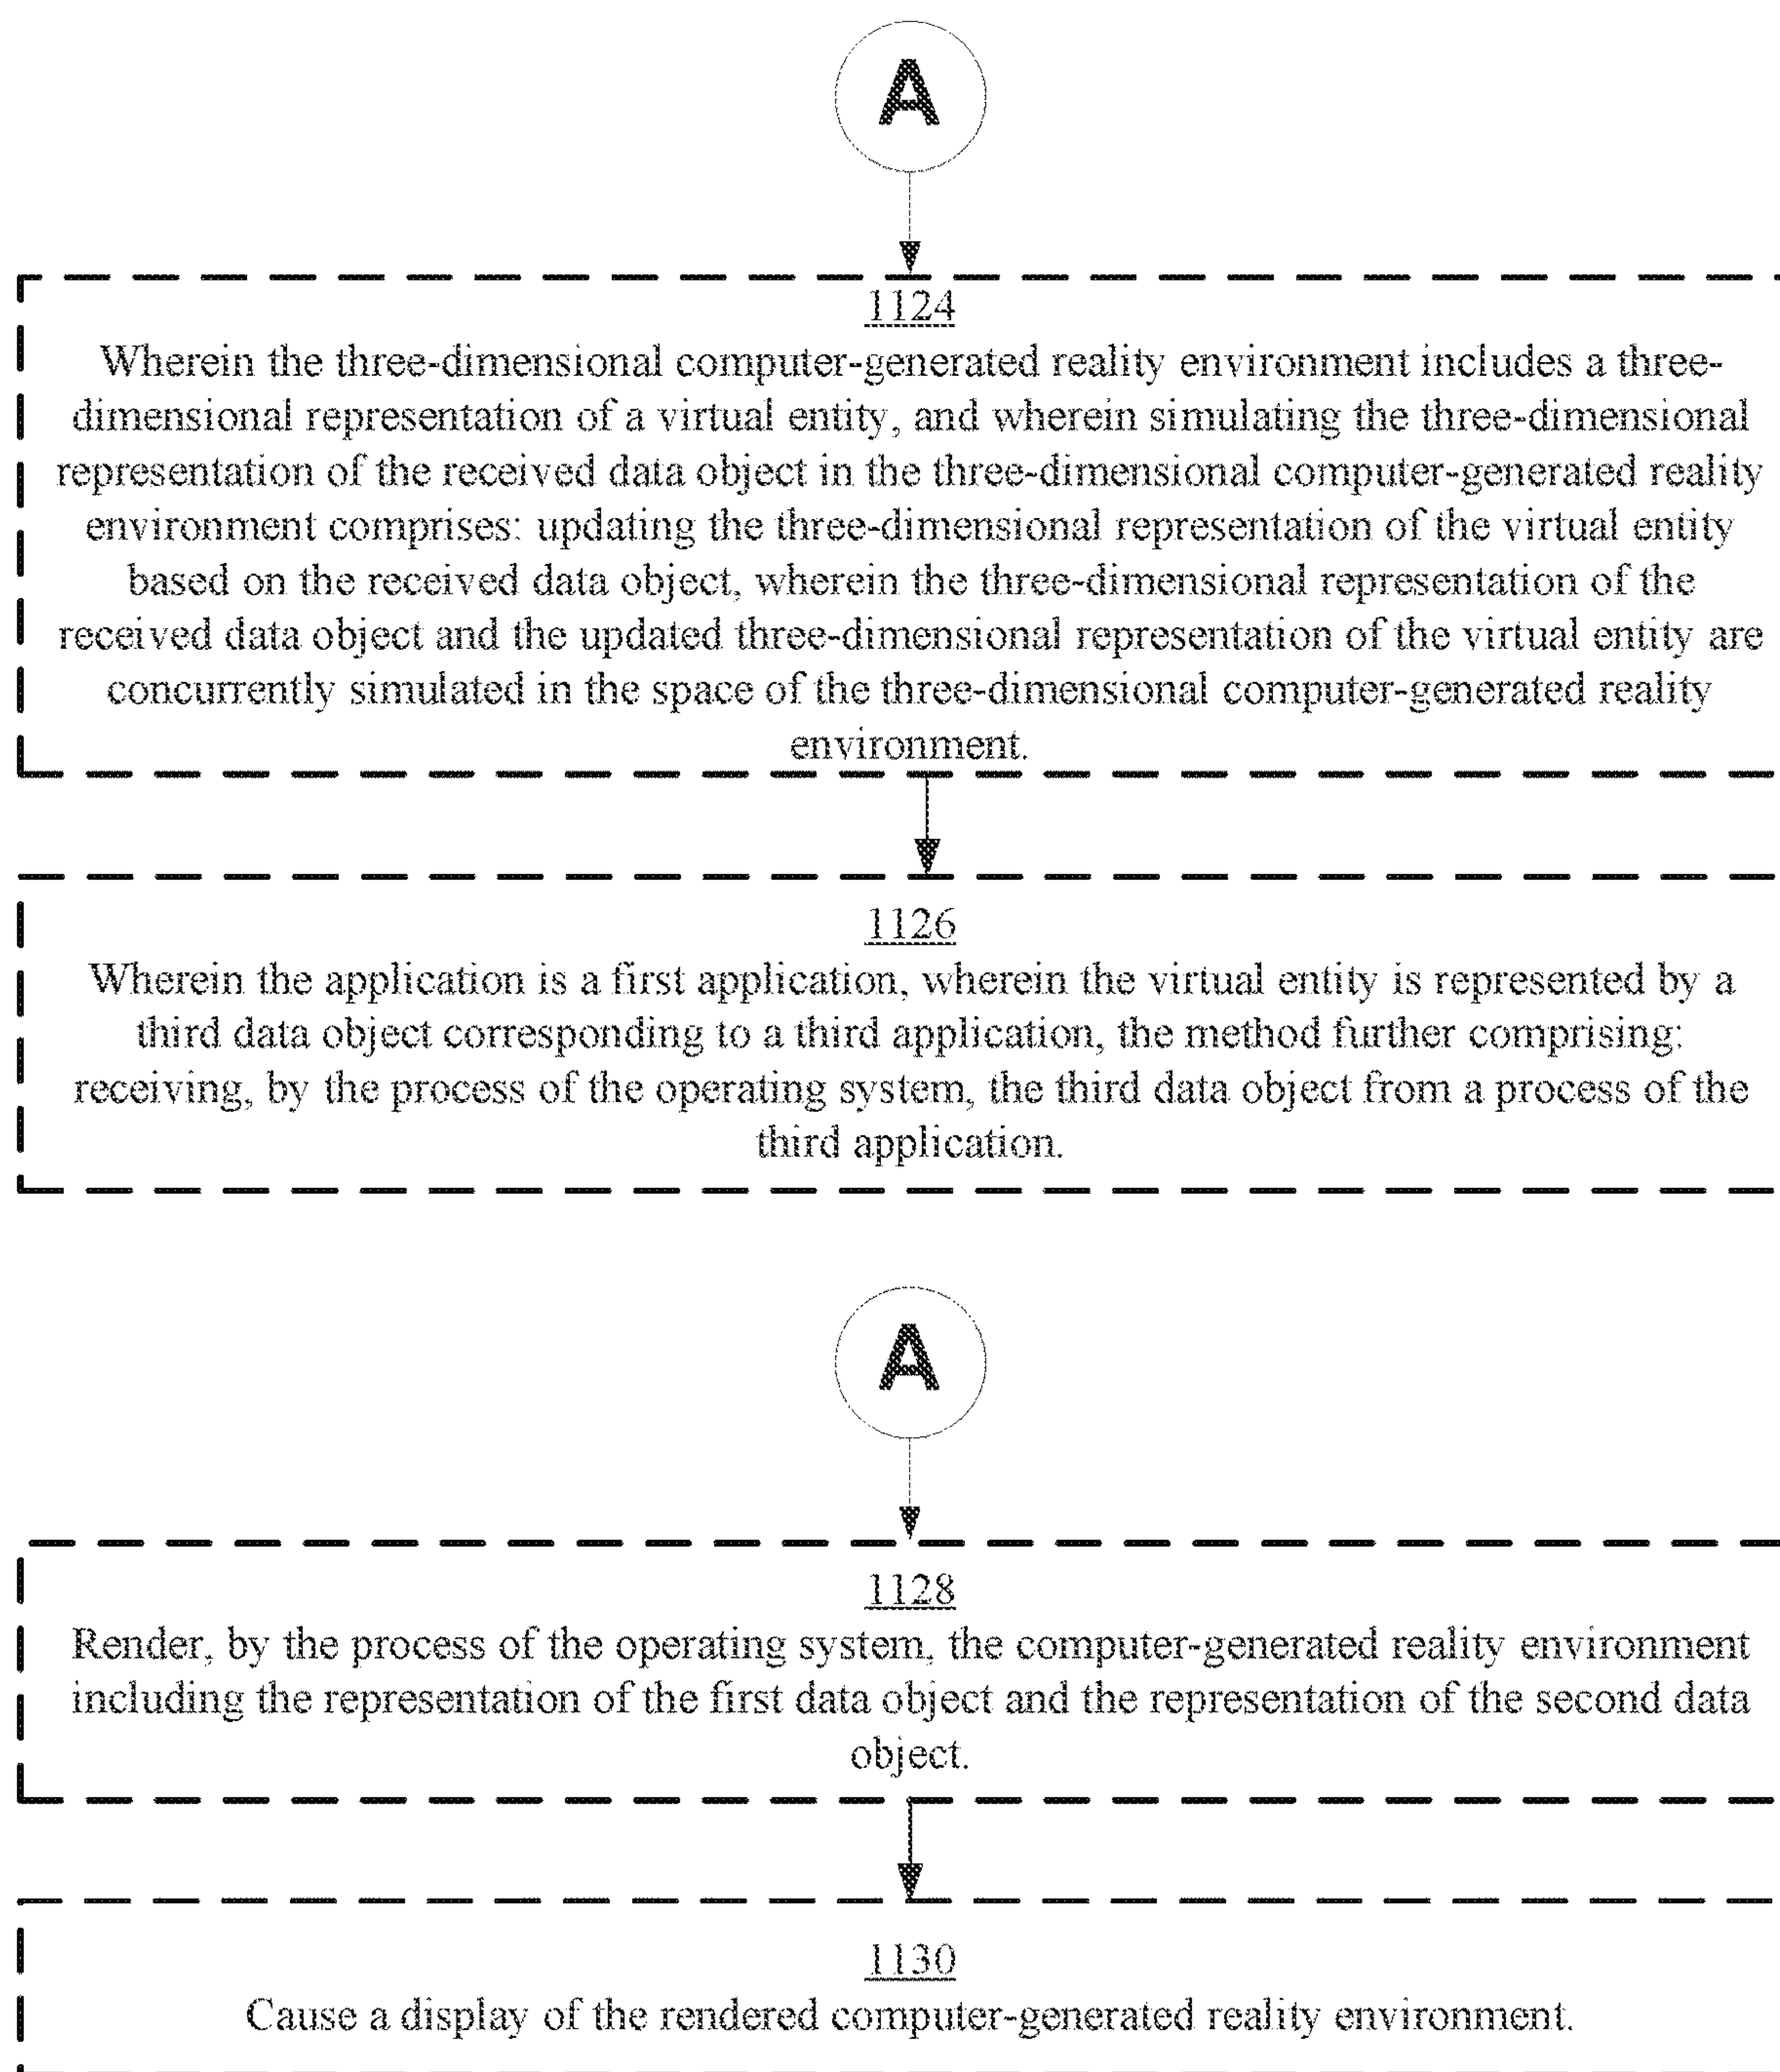 A
1124
Wherein the three-dimensional computer-generated reality environment includes a three-
dimensional representation of a virtual entity, and wherein simulating the three-dimensional
representation of the received data object in the three-dimensional computer-generated reality
environment comprises: updating the three-dimensional representation of the virtual entity
based on the received data object, wherein the three-dimensional representation of the
received data object and the updated three-dimensional representation of the virtual entity are
concurrently simulated in the space of the three-dimensional computer-generated reality
environment.
1126
Wherein the application is a first application, wherein the virtual entity is represented by a
third data object corresponding to a third application, the method further comprising:
receiving, by the process of the operating system, the third data object from a process of the
third application.
A
1128
Render, by the process of the operating system, the computer-generated reality environment
including the representation of the first data object and the representation of the second data
object.
1130
Cause a display of the rendered computer-generated reality environment.